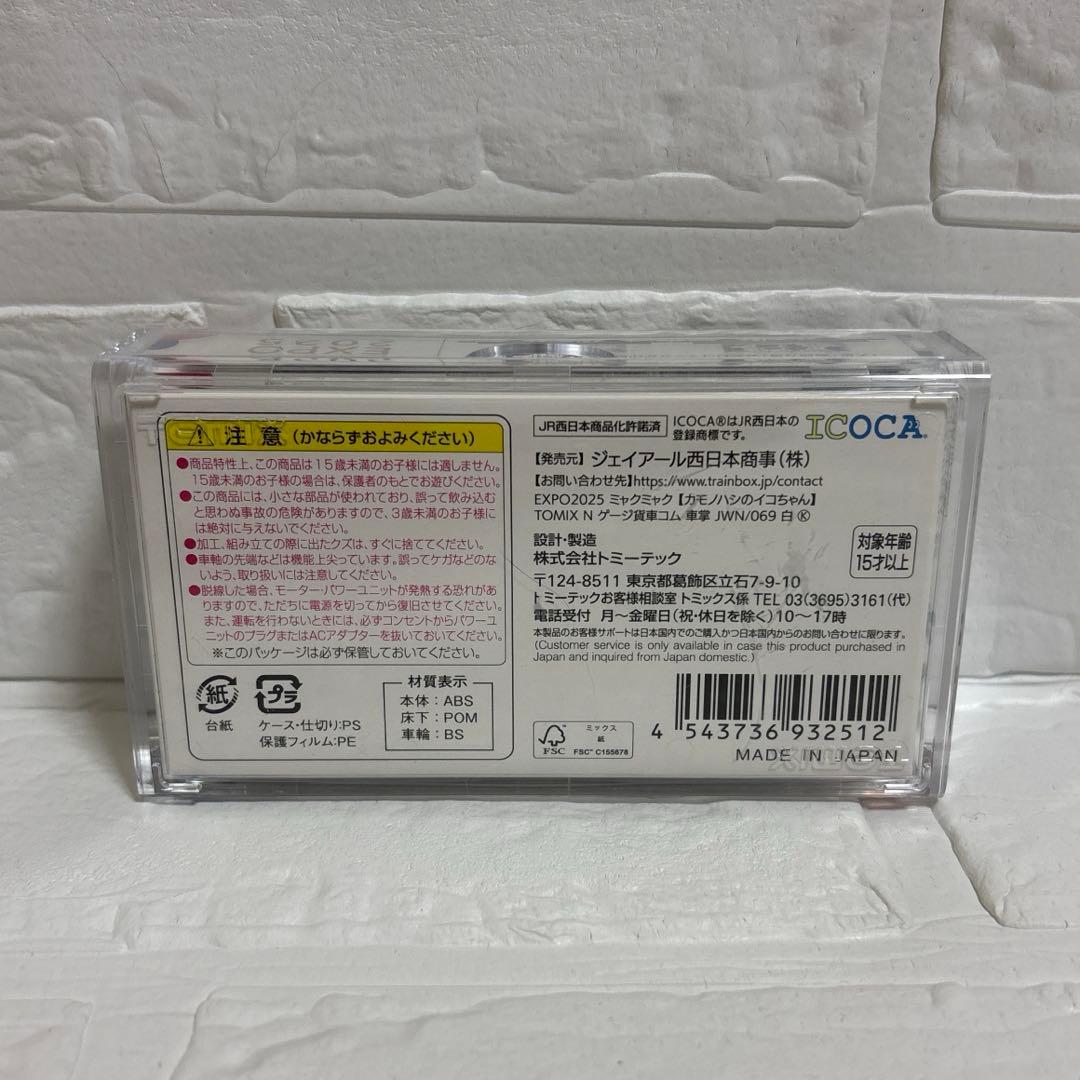 注意(かならずおよみください)
●商品特性上、この商品は15歳未満のお子様には適しません。
15歳未満のお子様の場合は、保護者のもとでお遊びください。
●この商品には、小さな部品が使われており、誤って飲み込む
と思わぬ事故の危険がありますので、3歳未満のお子様に
は絶対に与えないでください。
●加工、組み立ての際に出たクズは、すぐに捨ててください。
●車軸の先端などは機能上尖っています。誤ってケガなどのな
いよう、取り扱いには注意してください。
●脱線した場合、モーター・パワーユニットが発熱する恐れがあ
りますので、ただちに電源を切ってから復旧させてください。
また、運転を行わないときには、必ずコンセントからパワーユ
ニットのプラグまたはACアダプターを抜いておいてください。
※このパッケージは必ず保管しておいてください。
紙
台紙
プラ
ケース・仕切り:PS
保護フィルム:PE
材質表示
本体:ABS
床下:POM
車輪:BS
JR西日本商品化許諾済
ICOCA®はJR西日本の
登録商標です。
ICOCA
【発売元】ジェイアール西日本商事(株)
【お問い合わせ先】https://www.trainbox.jp/contact
EXPO2025 ミャクミャク【カモノハシのイコちゃん】
TOMIX N ゲージ貨車コム 車掌 JWN/069 白 Ⓚ
設計・製造
株式会社トミーテック
〒124-8511 東京都葛飾区立石7-9-10
トミーテックお客様相談室 トミックス係 TEL 03(3695)3161(代)
電話受付 月~金曜日(祝・休日を除く)10~17時
対象年齢
15才以上
本製品のお客様サポートは日本国内でのご購入かつ日本国内からのお問い合わせに限ります。
(Customer service is only available in case this product purchased in
Japan and inquired from Japan domestic.)
FSC
ミックス
紙
FSC™ C155678
4 543736 932512
MADE IN JAPAN
TOMIX